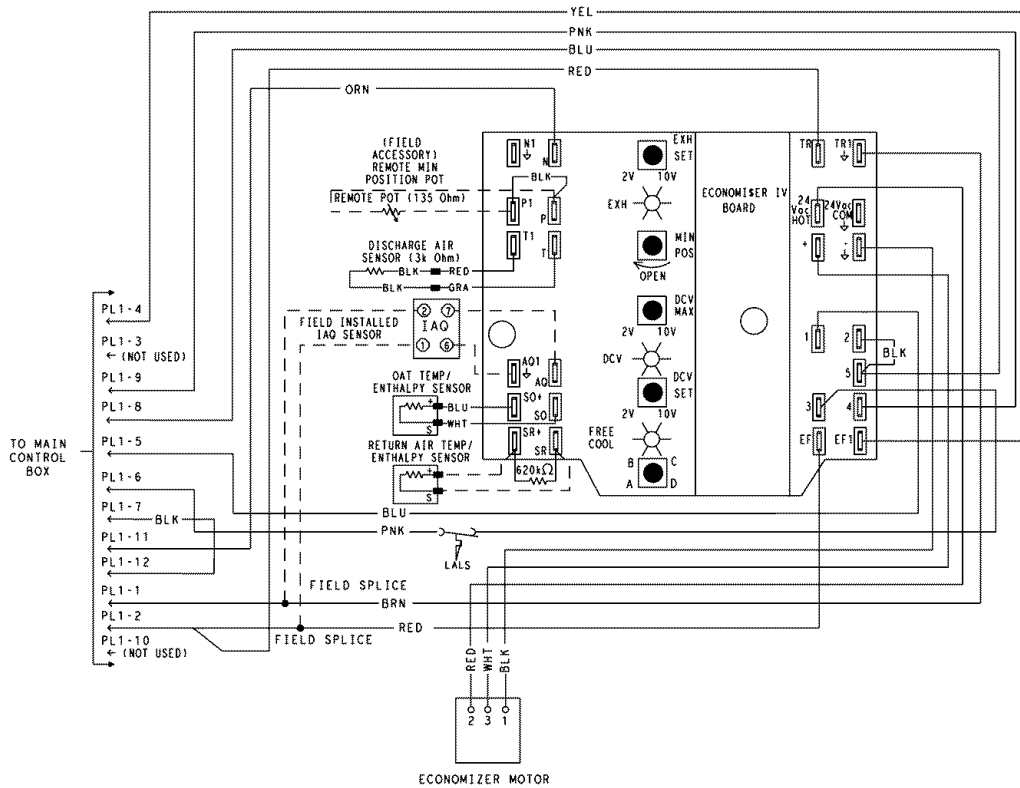 YEL
PNK
BLU
RED
ORN
(FIELD
ACCESSORY)
REMOTE MIN
POSITION POT
REMOTE POT (135 Ohm)
DISCHARGE AIR
SENSOR (3k Ohm)
BLK
RED
BLK
GRA
FIELD INSTALLED
IAQ SENSOR
2 7
IAQ
1 6
OAT TEMP/
ENTHALPY SENSOR
+
BLU
S
WHT
RETURN AIR TEMP/
ENTHALPY SENSOR
+
S
N1
N
BLK
P1
P
T1
T
AQ1
AQ
SO+
SO
SR+
SR
620kΩ
EXH
SET
2V 10V
EXH
MIN
POS
OPEN
DCV
MAX
2V 10V
DCV
DCV
SET
2V 10V
FREE
COOL
B C
A D
ECONOMI$ER IV
BOARD
TR
TR1
24
Vac
HOT
24Vac
COM
+
-
1
2
BLK
5
3
4
EF
EF1
TO MAIN
CONTROL
BOX
PL1-4
PL1-3
(NOT USED)
PL1-9
PL1-8
PL1-5
PL1-6
PL1-7
BLK
PL1-11
PL1-12
PL1-1
PL1-2
PL1-10
(NOT USED)
BLU
PNK
LALS
FIELD SPLICE
BRN
FIELD SPLICE
RED
RED
WHT
BLK
2 3 1
ECONOMIZER MOTOR